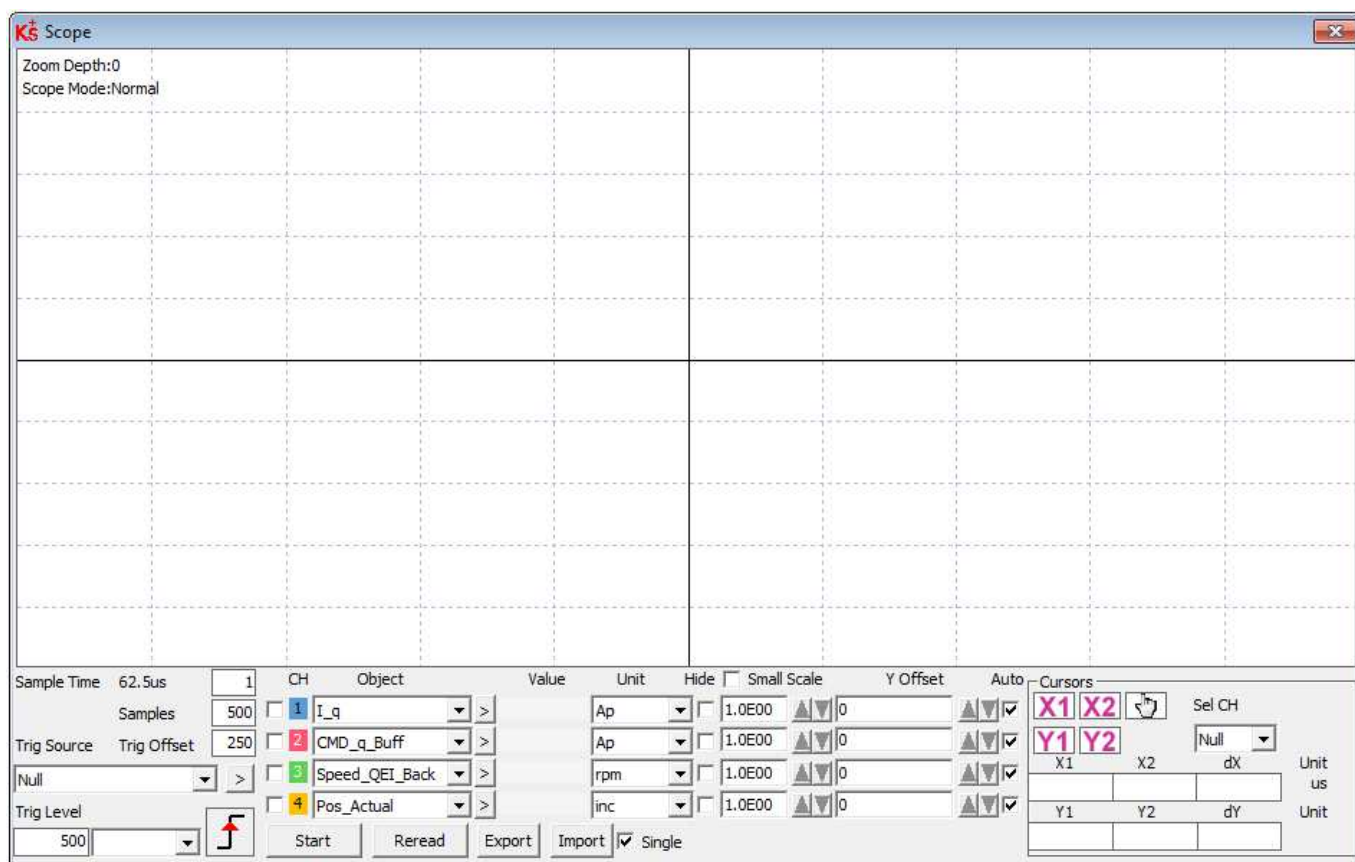 K+S Scope
Zoom Depth:0
Scope Mode:Normal
Sample Time 62.5us 1
Samples 500
Trig Source Trig Offset 250
Null >
Trig Level
500
CH Object Value Unit Hide Small Scale Y Offset Auto
1 I_q > Ap 1.0E00 0
2 CMD_q_Buff > Ap 1.0E00 0
3 Speed_QEI_Back > rpm 1.0E00 0
4 Pos_Actual > inc 1.0E00 0
Start Reread Export Import Single
Cursors
X1 X2 Sel CH
Y1 Y2 Null
X1 X2 dX Unit
us
Y1 Y2 dY Unit